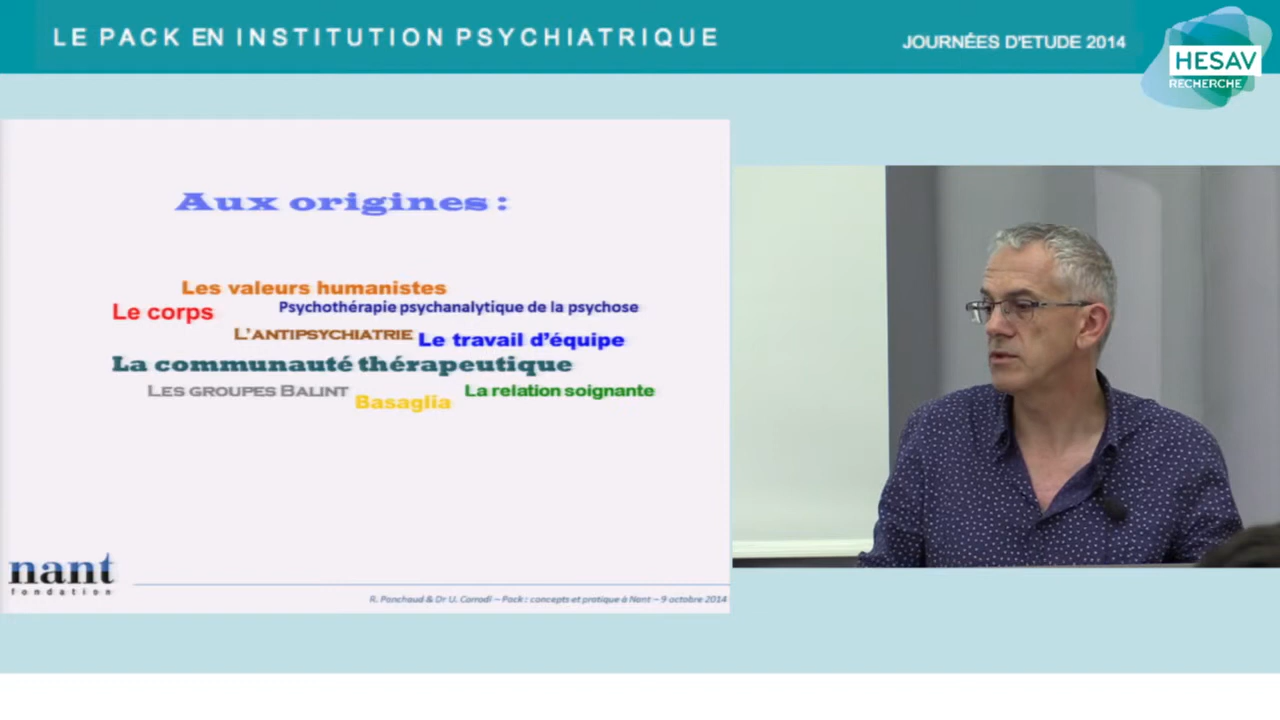 LE PACK EN INSTITUTION PSYCHIATRIQUE
JOURNÉES D'ETUDE 2014
HESAV
RECHERCHE
Aux origines :
Les valeurs humanistes
Le corps
Psychothérapie psychanalytique de la psychose
L'ANTIPSYCHIATRIE
Le travail d'équipe
La communauté thérapeutique
LES GROUPES BALINT
Basaglia
La relation soignante
nant
fondation
R. Panchaud & Dr U. Corrodi – Pack : concepts et pratique à Nant – 9 octobre 2014